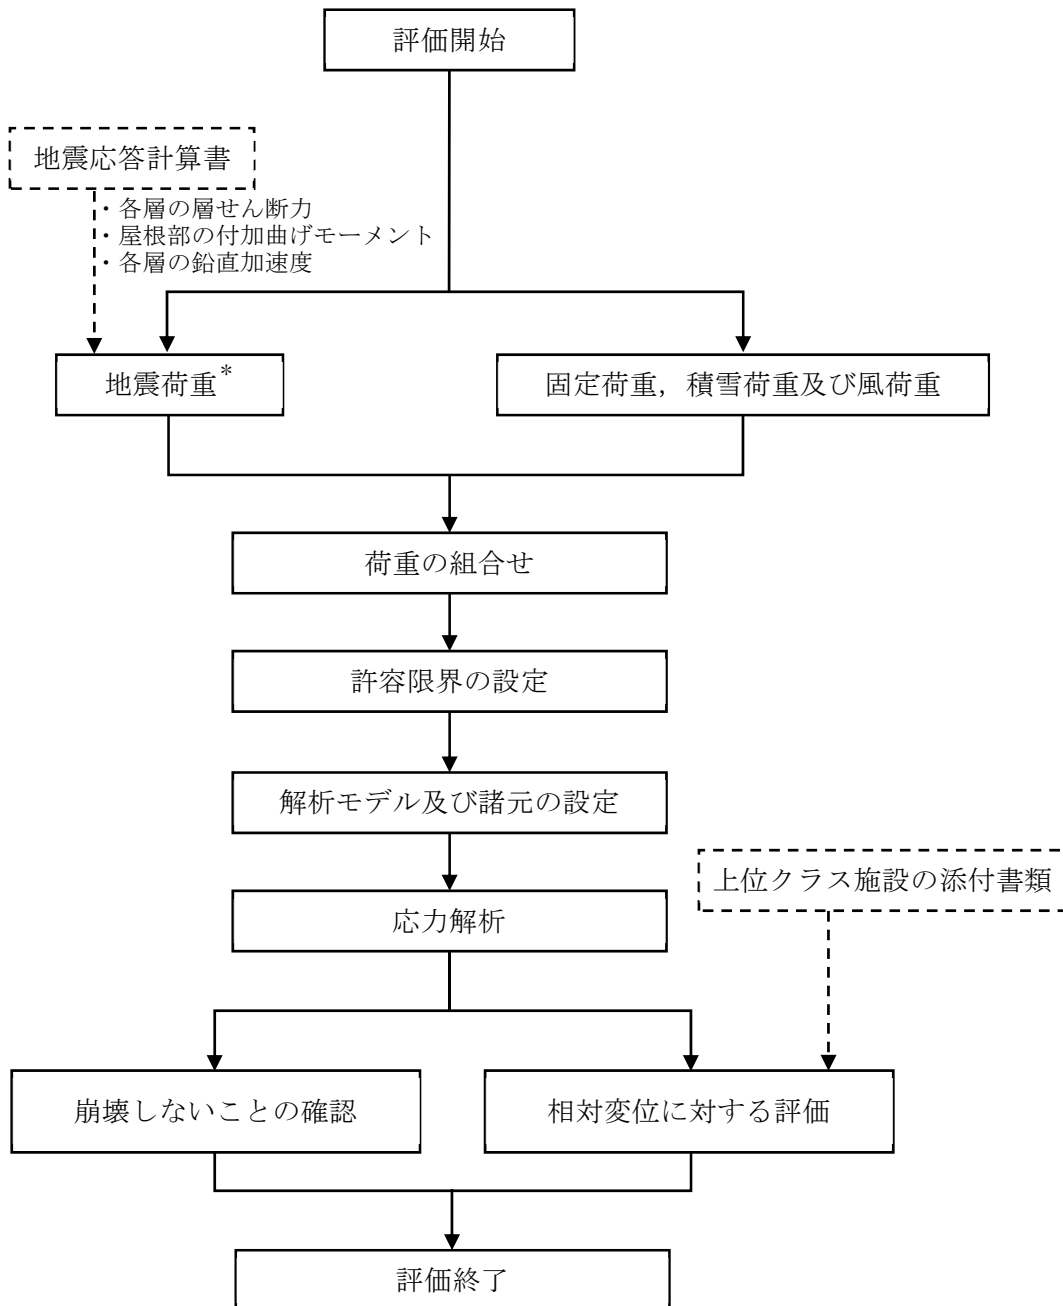 評価開始
地震応答計算書
・各層の層せん断力
・屋根部の付加曲げモーメント
・各層の鉛直加速度
地震荷重*
固定荷重，積雪荷重及び風荷重
荷重の組合せ
許容限界の設定
解析モデル及び諸元の設定
上位クラス施設の添付書類
応力解析
崩壊しないことの確認
相対変位に対する評価
評価終了